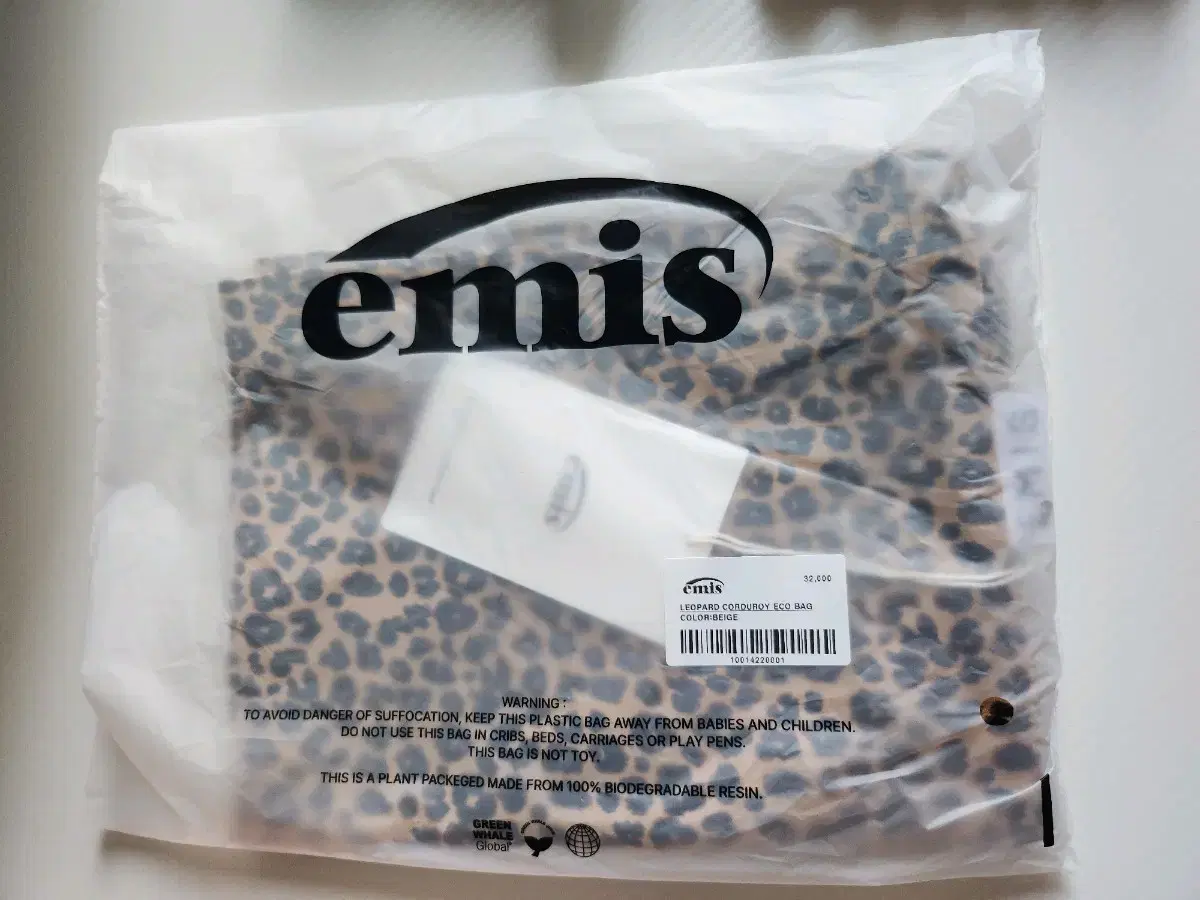 emis
emis
32,000
LEOPARD CORDUROY ECO BAG
COLOR:BEIGE
10014220001
WARNING :
TO AVOID DANGER OF SUFFOCATION, KEEP THIS PLASTIC BAG AWAY FROM BABIES AND CHILDREN.
DO NOT USE THIS BAG IN CRIBS, BEDS, CARRIAGES OR PLAY PENS.
THIS BAG IS NOT TOY.
THIS IS A PLANT PACKEGED MADE FROM 100% BIODEGRADABLE RESIN.
GREEN
WHALE
Global